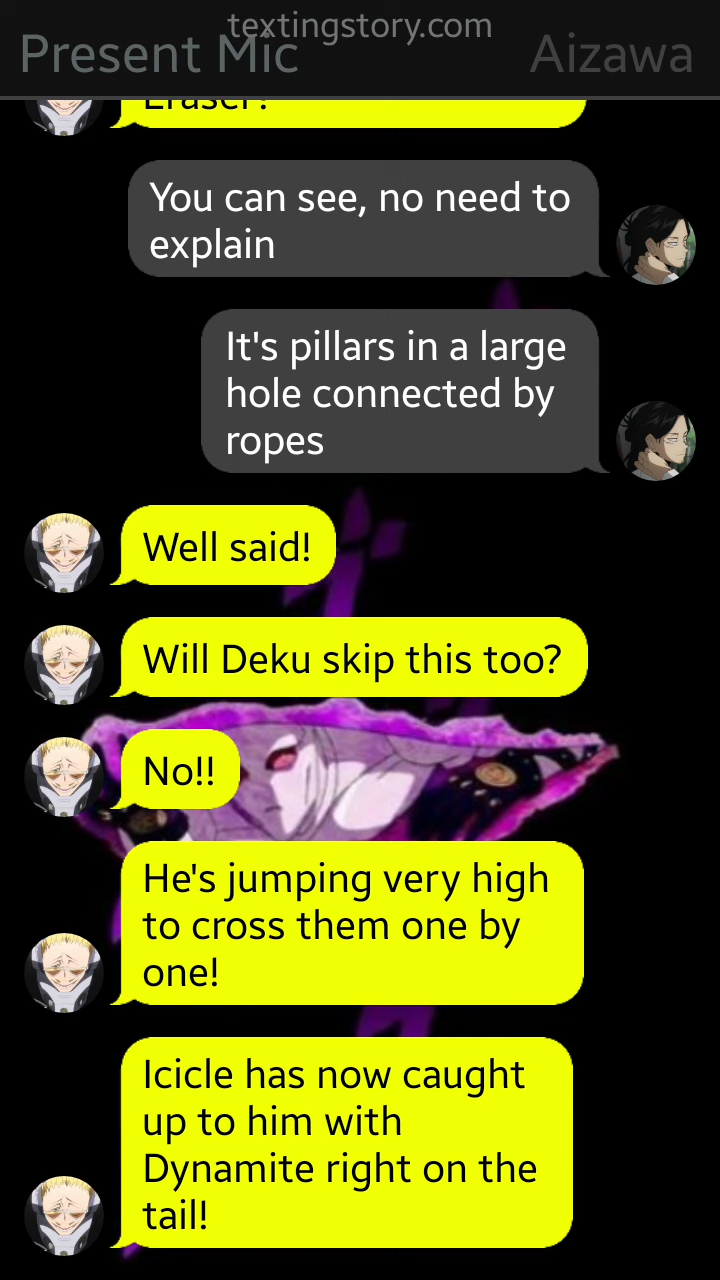 textingstory.com
Present Mic
Aizawa
Eraser?
You can see, no need to
explain
It's pillars in a large
hole connected by
ropes
Well said!
Will Deku skip this too?
No!!
He's jumping very high
to cross them one by
one!
Icicle has now caught
up to him with
Dynamite right on the
tail!